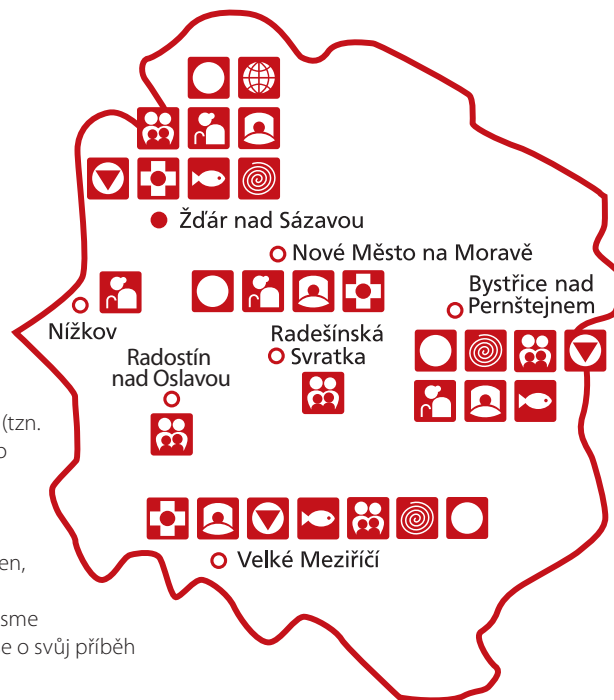 Žďár nad Sázavou
Nové Město na Moravě
Bystřice nad
Pernštejnem
Nížkov
Radešínská
Svratka
Radostín
nad Oslavou
(tzn.
o
Velké Meziříčí
en,
sme
e o svůj příběh